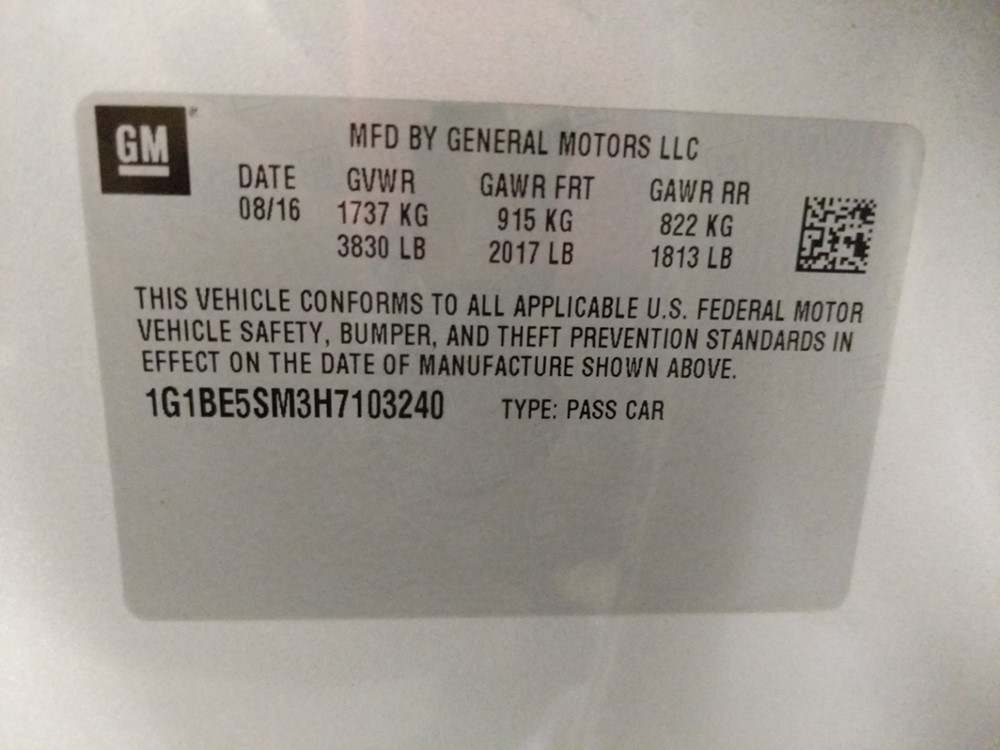 GM
MFD BY GENERAL MOTORS LLC
DATE GVWR GAWR FRT GAWR RR
08/16 1737 KG 915 KG 822 KG
3830 LB 2017 LB 1813 LB
THIS VEHICLE CONFORMS TO ALL APPLICABLE U.S. FEDERAL MOTOR
VEHICLE SAFETY, BUMPER, AND THEFT PREVENTION STANDARDS IN
EFFECT ON THE DATE OF MANUFACTURE SHOWN ABOVE.
1G1BE5SM3H7103240 TYPE: PASS CAR